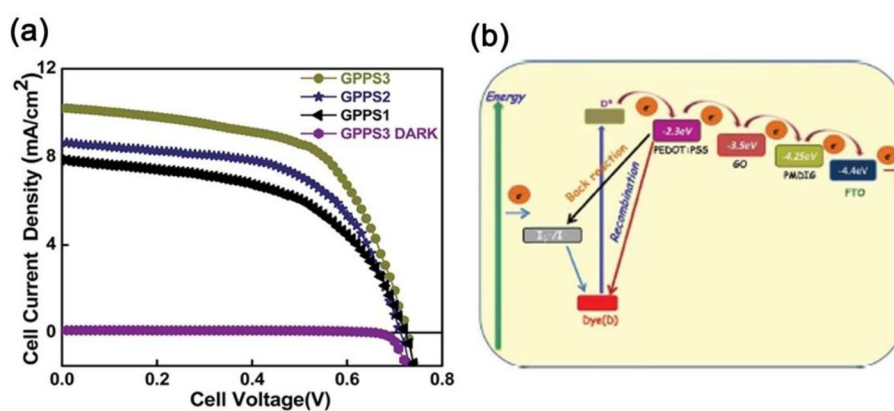 (a)
12
8
4
0
0.0
0.2
0.4
0.6
0.8
Cell Current Density (mA/cm²)
Cell Voltage(V)
GPPS3
GPPS2
GPPS1
GPPS3 DARK
(b)
Energy
D*
e⁻
e⁻
e⁻
e⁻
e⁻
e⁻
-2.3eV
PEDOT:PSS
-3.5eV
GO
-4.25eV
PMDIG
-4.4eV
FTO
Back reaction
Recombination
Dye(D)